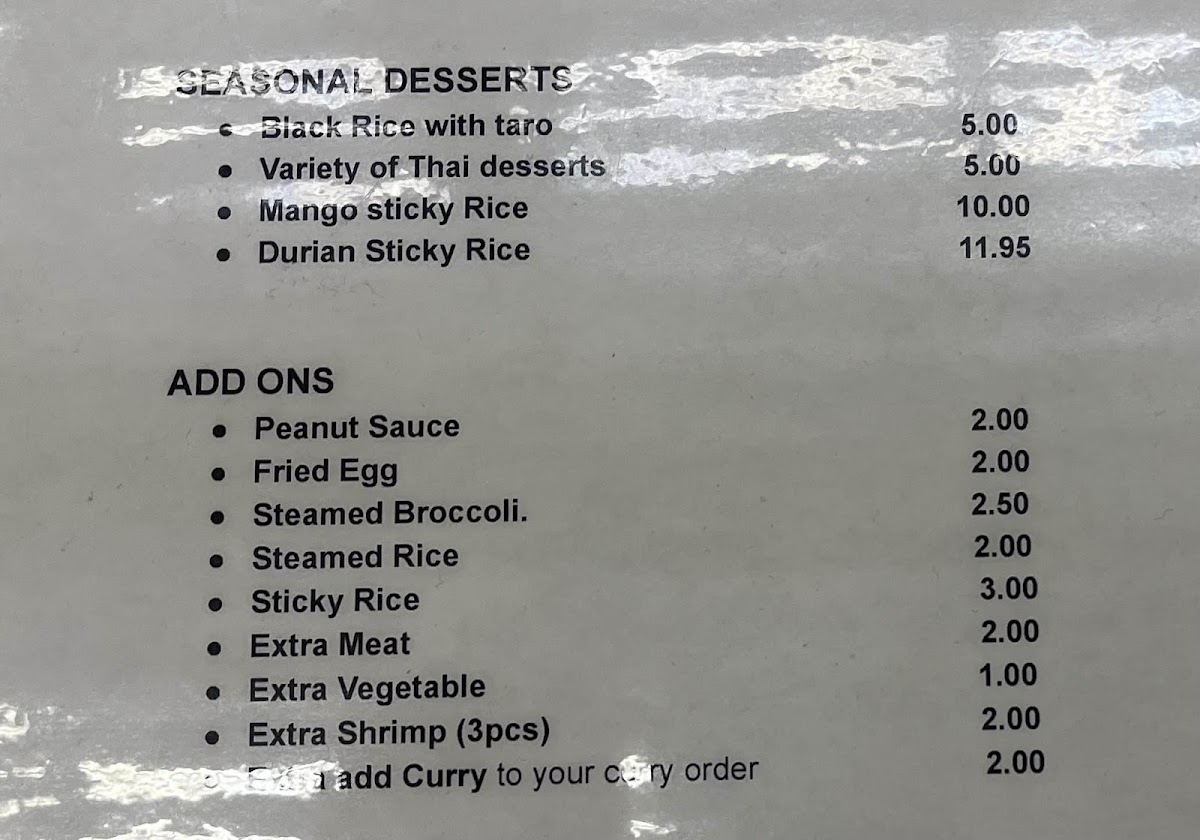 SEASONAL DESSERTS
• Black Rice with taro 5.00
• Variety of Thai desserts 5.00
• Mango sticky Rice 10.00
• Durian Sticky Rice 11.95
ADD ONS
• Peanut Sauce 2.00
• Fried Egg 2.00
• Steamed Broccoli. 2.50
• Steamed Rice 2.00
• Sticky Rice 3.00
• Extra Meat 2.00
• Extra Vegetable 1.00
• Extra Shrimp (3pcs) 2.00
• Extra add Curry to your curry order 2.00